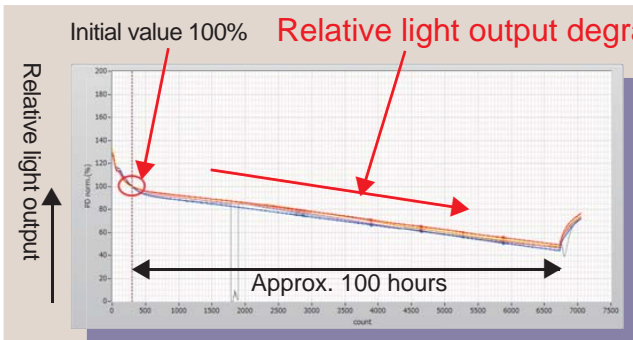 Initial value 100%
Relative light output degra
Relative light output
PD norm.(%)
200
180
160
140
120
100
80
60
40
20
0
0 500 1000 1500 2000 2500 3000 3500 4000 4500 5000 5500 6000 6500 7000 7500
count
Approx. 100 hours